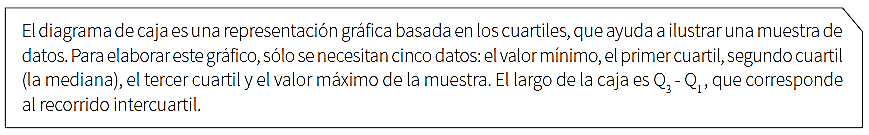 El diagrama de caja es una representación gráfica basada en los cuartiles, que ayuda a ilustrar una muestra de
datos. Para elaborar este gráfico, sólo se necesitan cinco datos: el valor mínimo, el primer cuartil, segundo cuartil
(la mediana), el tercer cuartil y el valor máximo de la muestra. El largo de la caja es Q₃ - Q₁, que corresponde
al recorrido intercuartil.